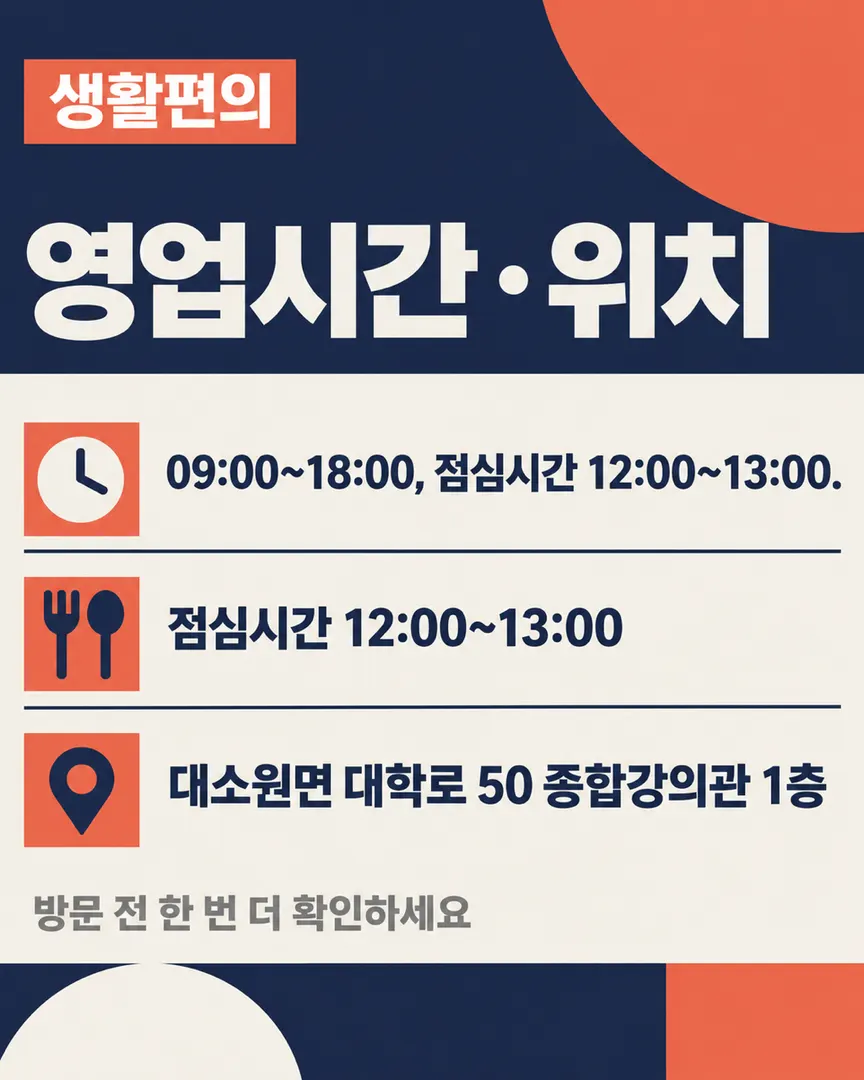 생활편의
영업시간·위치
09:00~18:00, 점심시간 12:00~13:00.
점심시간 12:00~13:00
대소원면 대학로 50 종합강의관 1층
방문 전 한 번 더 확인하세요